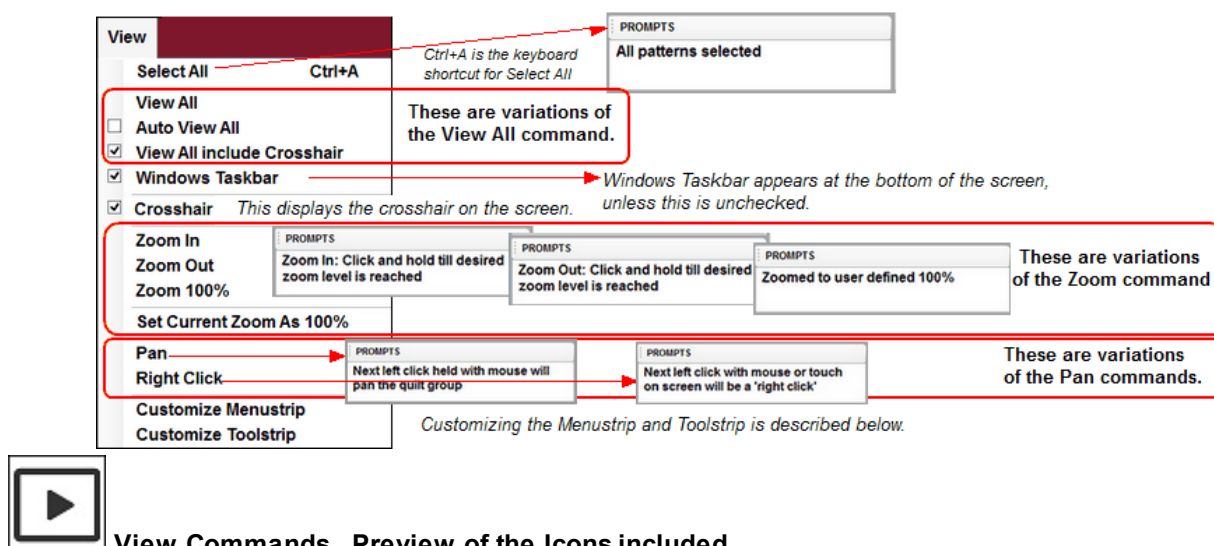 View
PROMPTS
All patterns selected
Ctrl+A is the keyboard
shortcut for Select All
Select All Ctrl+A
View All
Auto View All
View All include Crosshair
These are variations of
the View All command.
Windows Taskbar
Windows Taskbar appears at the bottom of the screen,
unless this is unchecked.
Crosshair This displays the crosshair on the screen.
Zoom In
Zoom Out
Zoom 100%
Set Current Zoom As 100%
PROMPTS
Zoom In: Click and hold till desired
zoom level is reached
PROMPTS
Zoom Out: Click and hold till desired
zoom level is reached
PROMPTS
Zoomed to user defined 100%
These are variations
of the Zoom command
Pan
Right Click
PROMPTS
Next left click held with mouse will
pan the quilt group
PROMPTS
Next left click with mouse or touch
on screen will be a 'right click'
These are variations
of the Pan commands.
Customize Menustrip
Customize Toolstrip
Customizing the Menustrip and Toolstrip is described below.
View Commands Preview of the Icons included